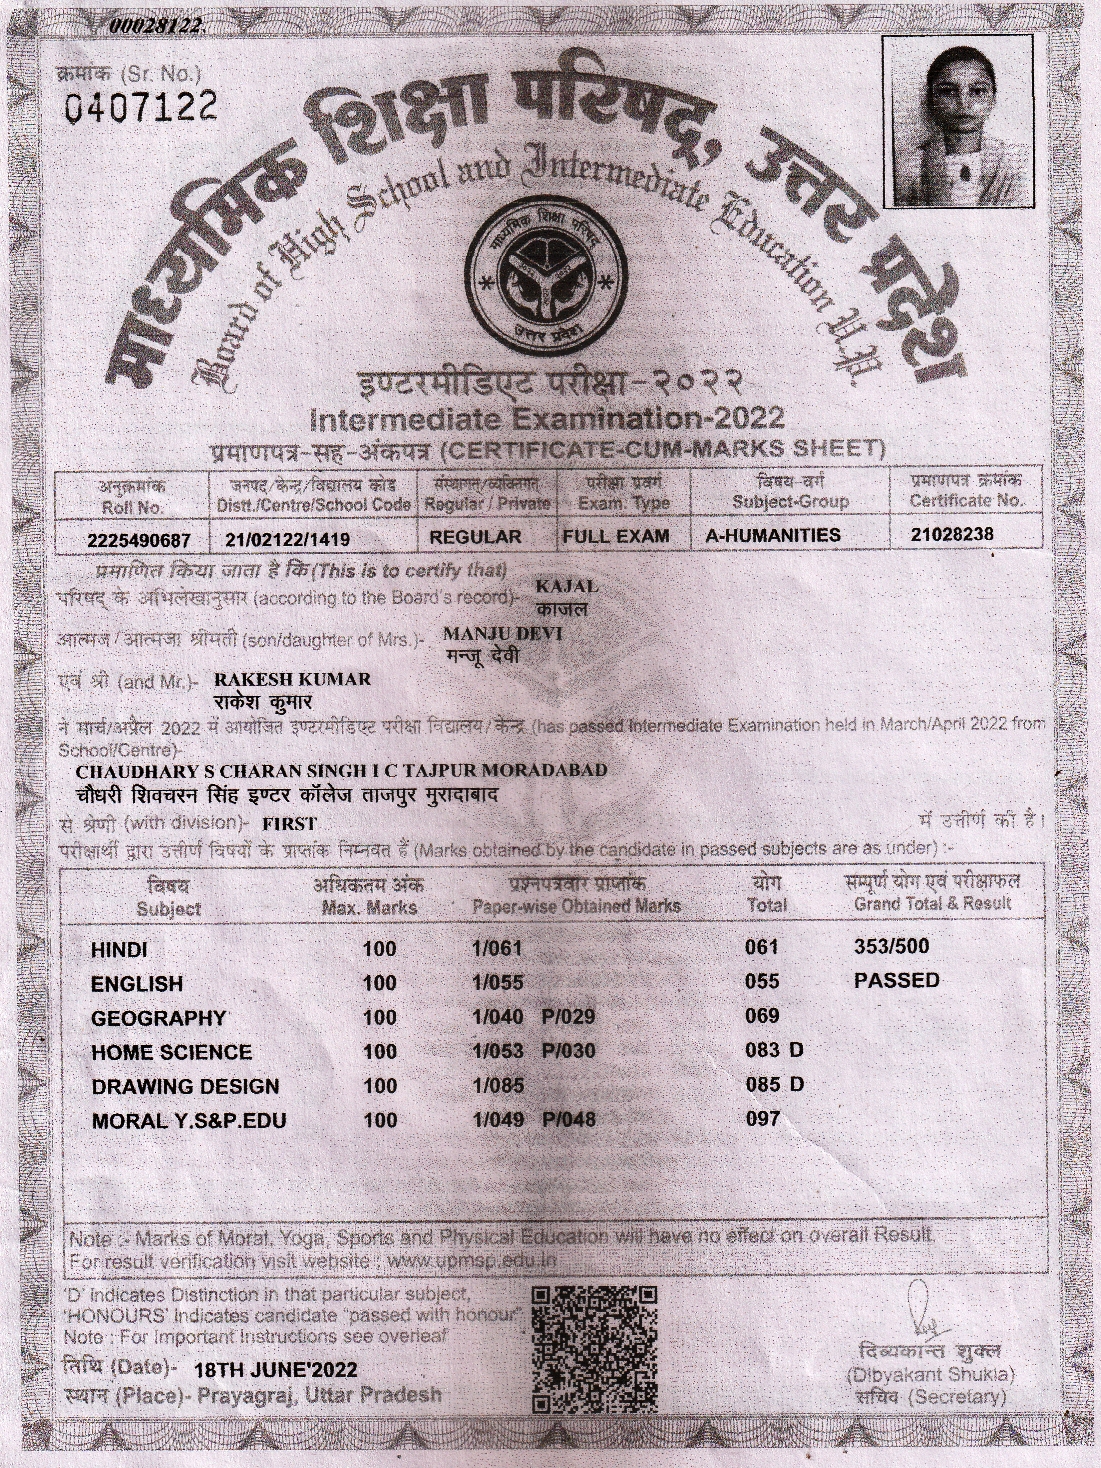 00028122
क्रमांक (Sr. No.)
0407122
माध्यमिक शिक्षा परिषद्, उत्तर प्रदेश
Board of High School and Intermediate Education U.P.
माध्यमिक शिक्षा परिषद्
उत्तर प्रदेश
इण्टरमीडिएट परीक्षा-२०२२
Intermediate Examination-2022
प्रमाणपत्र-सह-अंकपत्र (CERTIFICATE-CUM-MARKS SHEET)
अनुक्रमांक जनपद/केन्द्र/विद्यालय कोड संस्थागत/व्यक्तिगत परीक्षा प्रवर्ग विषय वर्ग प्रमाणपत्र क्रमांक
Roll No. Distt./Centre/School Code Regular / Private Exam. Type Subject-Group Certificate No.
2225490687 21/02122/1419 REGULAR FULL EXAM A-HUMANITIES 21028238
प्रमाणित किया जाता है कि (This is to certify that)
परिषद् के अभिलेखानुसार (according to the Board's record)- KAJAL
काजल
आत्मज/आत्मजा श्रीमती (son/daughter of Mrs.)- MANJU DEVI
मन्जू देवी
एवं श्री (and Mr.)- RAKESH KUMAR
राकेश कुमार
ने मार्च/अप्रैल 2022 में आयोजित इण्टरमीडिएट परीक्षा विद्यालय/केन्द्र (has passed Intermediate Examination held in March/April 2022 from
School/Centre)-
CHAUDHARY S CHARAN SINGH I C TAJPUR MORADABAD
चौधरी शिवचरन सिंह इण्टर कॉलेज ताजपुर मुरादाबाद
से श्रेणी (with division)- FIRST में उत्तीर्ण की है।
परीक्षार्थी द्वारा उत्तीर्ण विषयों के प्राप्तांक निम्नवत हैं (Marks obtained by the candidate in passed subjects are as under) :-
विषय अधिकतम अंक प्रश्नपत्रवार प्राप्तांक योग सम्पूर्ण योग एवं परीक्षाफल
Subject Max. Marks Paper-wise Obtained Marks Total Grand Total & Result
HINDI 100 1/061 061 353/500
ENGLISH 100 1/055 055 PASSED
GEOGRAPHY 100 1/040 P/029 069
HOME SCIENCE 100 1/053 P/030 083 D
DRAWING DESIGN 100 1/085 085 D
MORAL Y.S&P.EDU 100 1/049 P/048 097
Note :- Marks of Moral, Yoga, Sports and Physical Education will have no effect on overall Result.
For result verification visit website : www.upmsp.edu.in
'D' indicates Distinction in that particular subject,
'HONOURS' indicates candidate "passed with honour"
Note : For Important Instructions see overleaf
तिथि (Date)- 18TH JUNE'2022
स्थान (Place)- Prayagraj, Uttar Pradesh
दिब्यकान्त शुक्ल
(Dibyakant Shukla)
सचिव (Secretary)